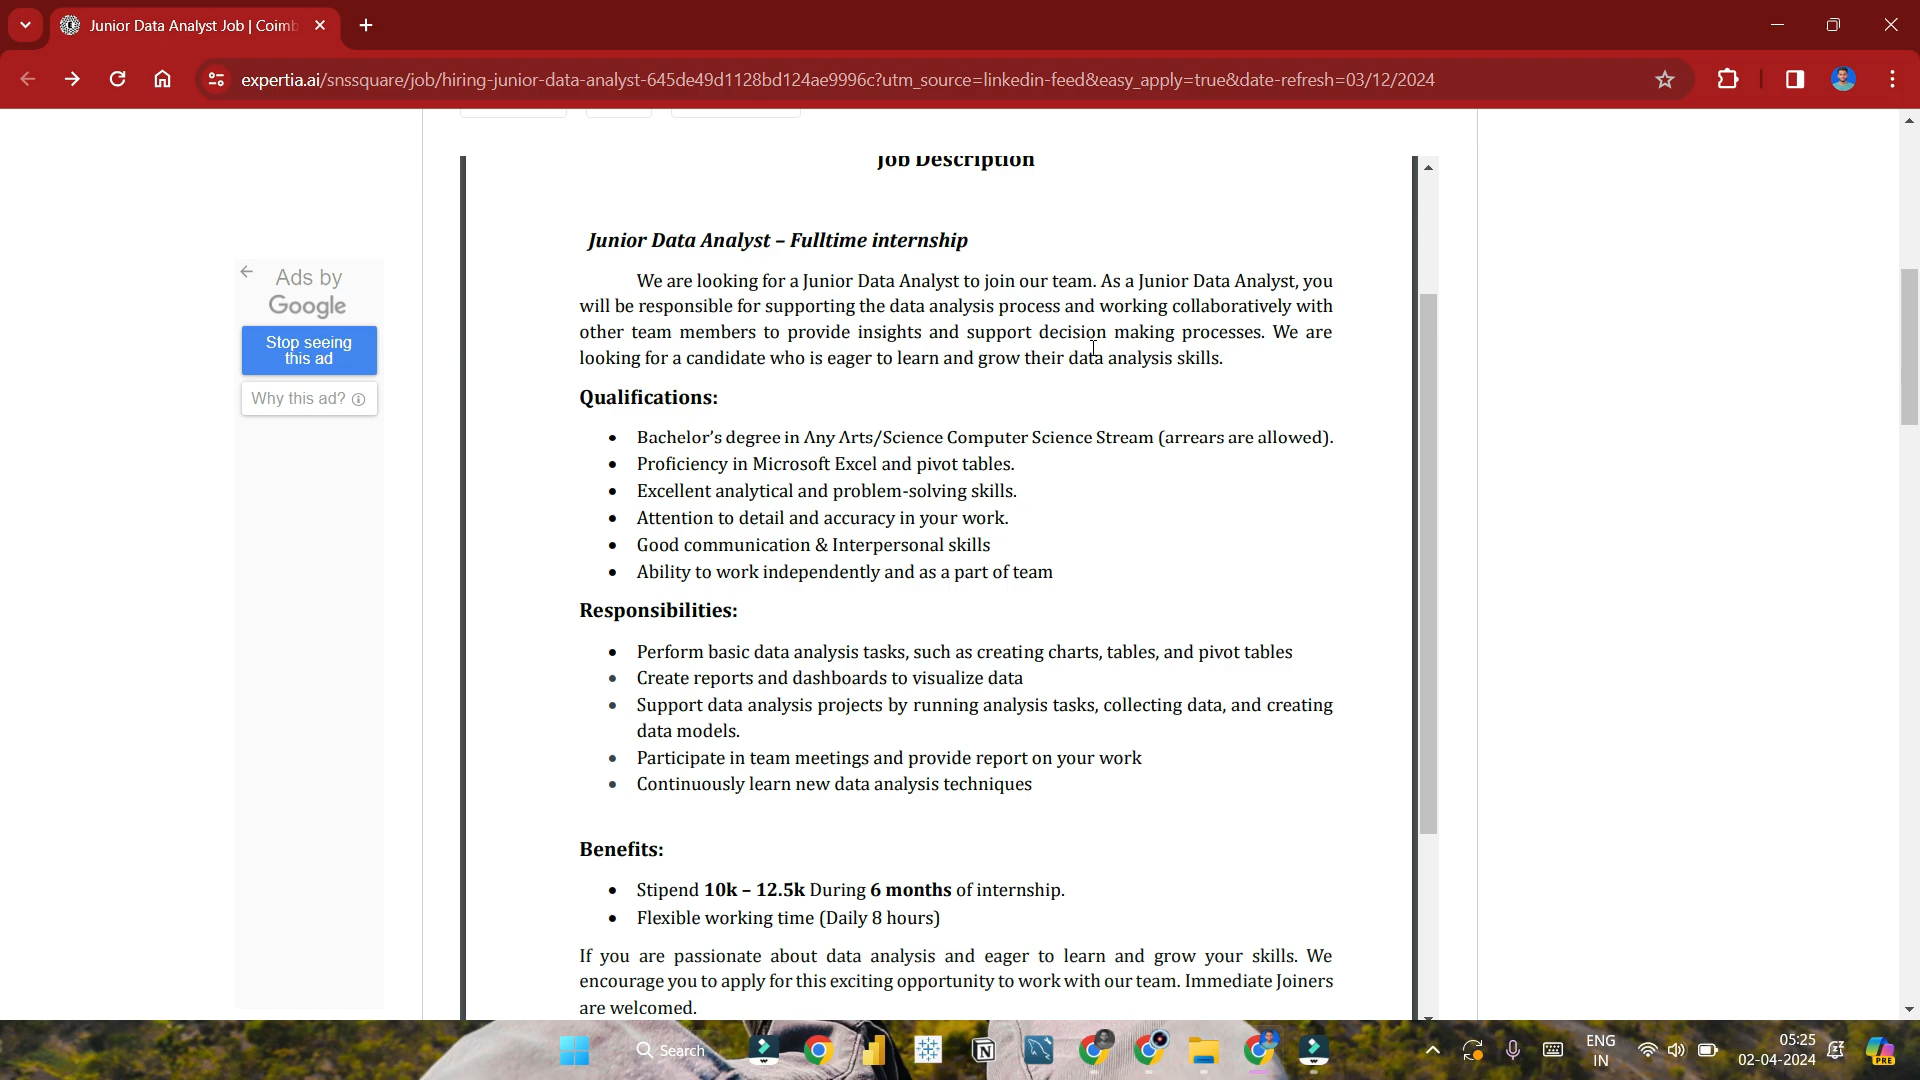 Junior Data Analyst Job | Coimb
expertia.ai/snssquare/job/hiring-junior-data-analyst-645de49d1128bd124ae9996c?utm_source=linkedin-feed&easy_apply=true&date-refresh=03/12/2024
Job Description
Junior Data Analyst – Fulltime internship
We are looking for a Junior Data Analyst to join our team. As a Junior Data Analyst, you
will be responsible for supporting the data analysis process and working collaboratively with
other team members to provide insights and support decision making processes. We are
looking for a candidate who is eager to learn and grow their data analysis skills.
Qualifications:
• Bachelor's degree in Any Arts/Science Computer Science Stream (arrears are allowed).
• Proficiency in Microsoft Excel and pivot tables.
• Excellent analytical and problem-solving skills.
• Attention to detail and accuracy in your work.
• Good communication & Interpersonal skills
• Ability to work independently and as a part of team
Responsibilities:
• Perform basic data analysis tasks, such as creating charts, tables, and pivot tables
• Create reports and dashboards to visualize data
• Support data analysis projects by running analysis tasks, collecting data, and creating
data models.
• Participate in team meetings and provide report on your work
• Continuously learn new data analysis techniques
Benefits:
• Stipend 10k – 12.5k During 6 months of internship.
• Flexible working time (Daily 8 hours)
If you are passionate about data analysis and eager to learn and grow your skills. We
encourage you to apply for this exciting opportunity to work with our team. Immediate Joiners
are welcomed.
Ads by
Google
Stop seeing
this ad
Why this ad?
Search
ENG
IN
05:25
02-04-2024
PRE